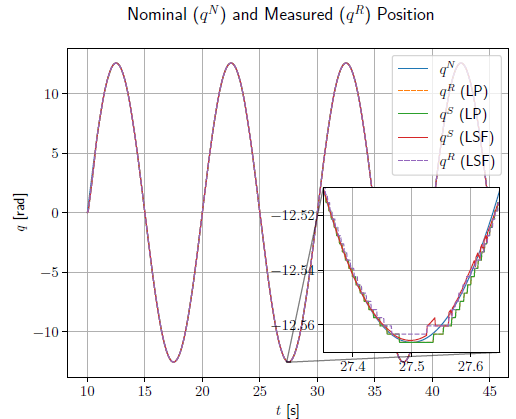 Nominal (q^N) and Measured (q^R) Position
q^N
q^R (LP)
q^S (LP)
q^S (LSF)
q^R (LSF)
10
5
0
−5
−10
q [rad]
−12.52
−12.54
−12.56
27.4 27.5 27.6
10 15 20 25 30 35 40 45
t [s]